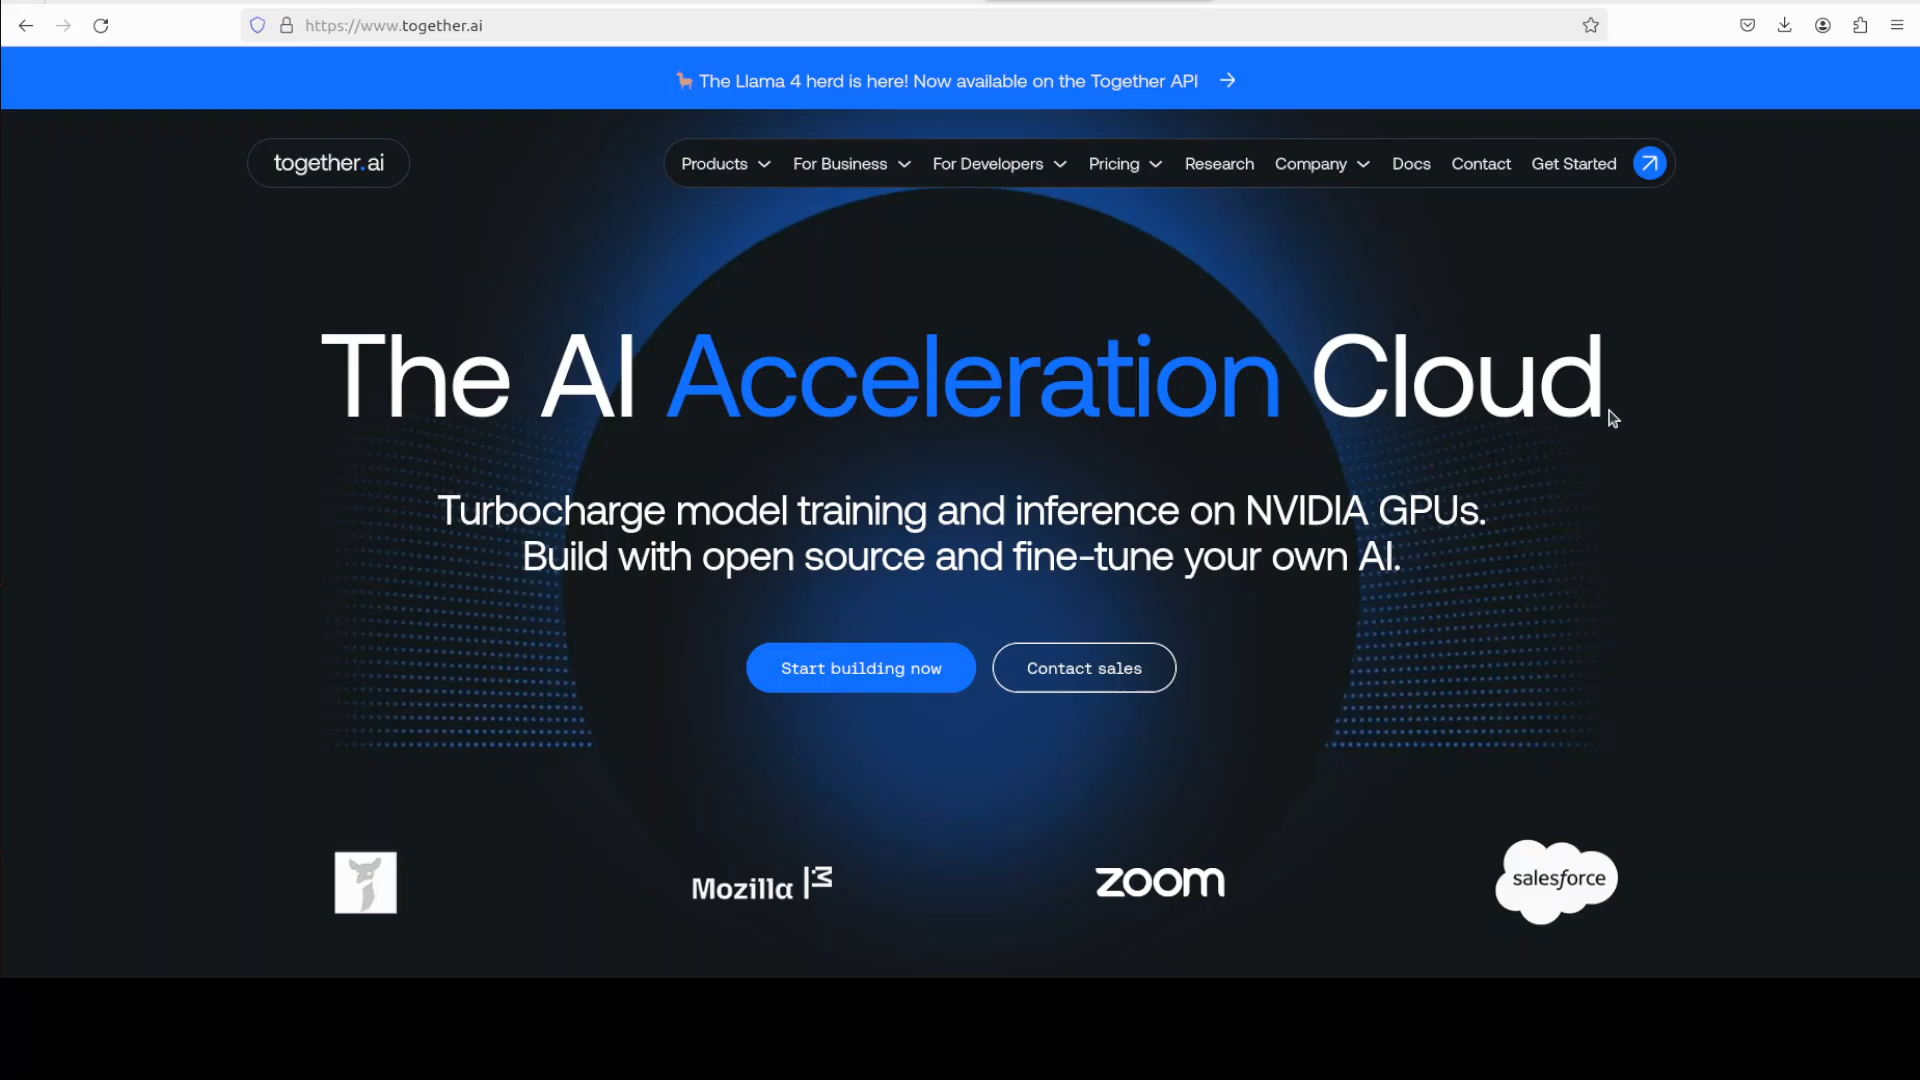 https://www.together.ai
The Llama 4 herd is here! Now available on the Together API
together.ai
Products
For Business
For Developers
Pricing
Research
Company
Docs
Contact
Get Started
The AI Acceleration Cloud
Turbocharge model training and inference on NVIDIA GPUs.
Build with open source and fine-tune your own AI.
Start building now
Contact sales
Mozilla
zoom
salesforce